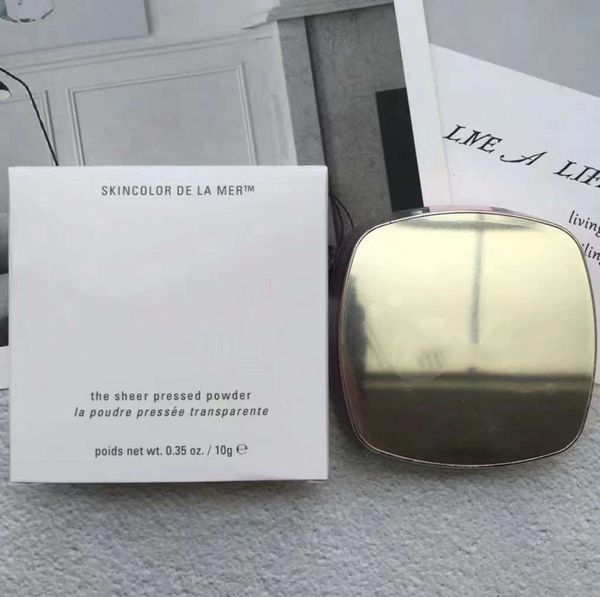 SKINCOLOR DE LA MER™
the sheer pressed powder
la poudre pressée transparente
poids net wt. 0.35 oz. / 10g ℮
LIVE A LIF
living